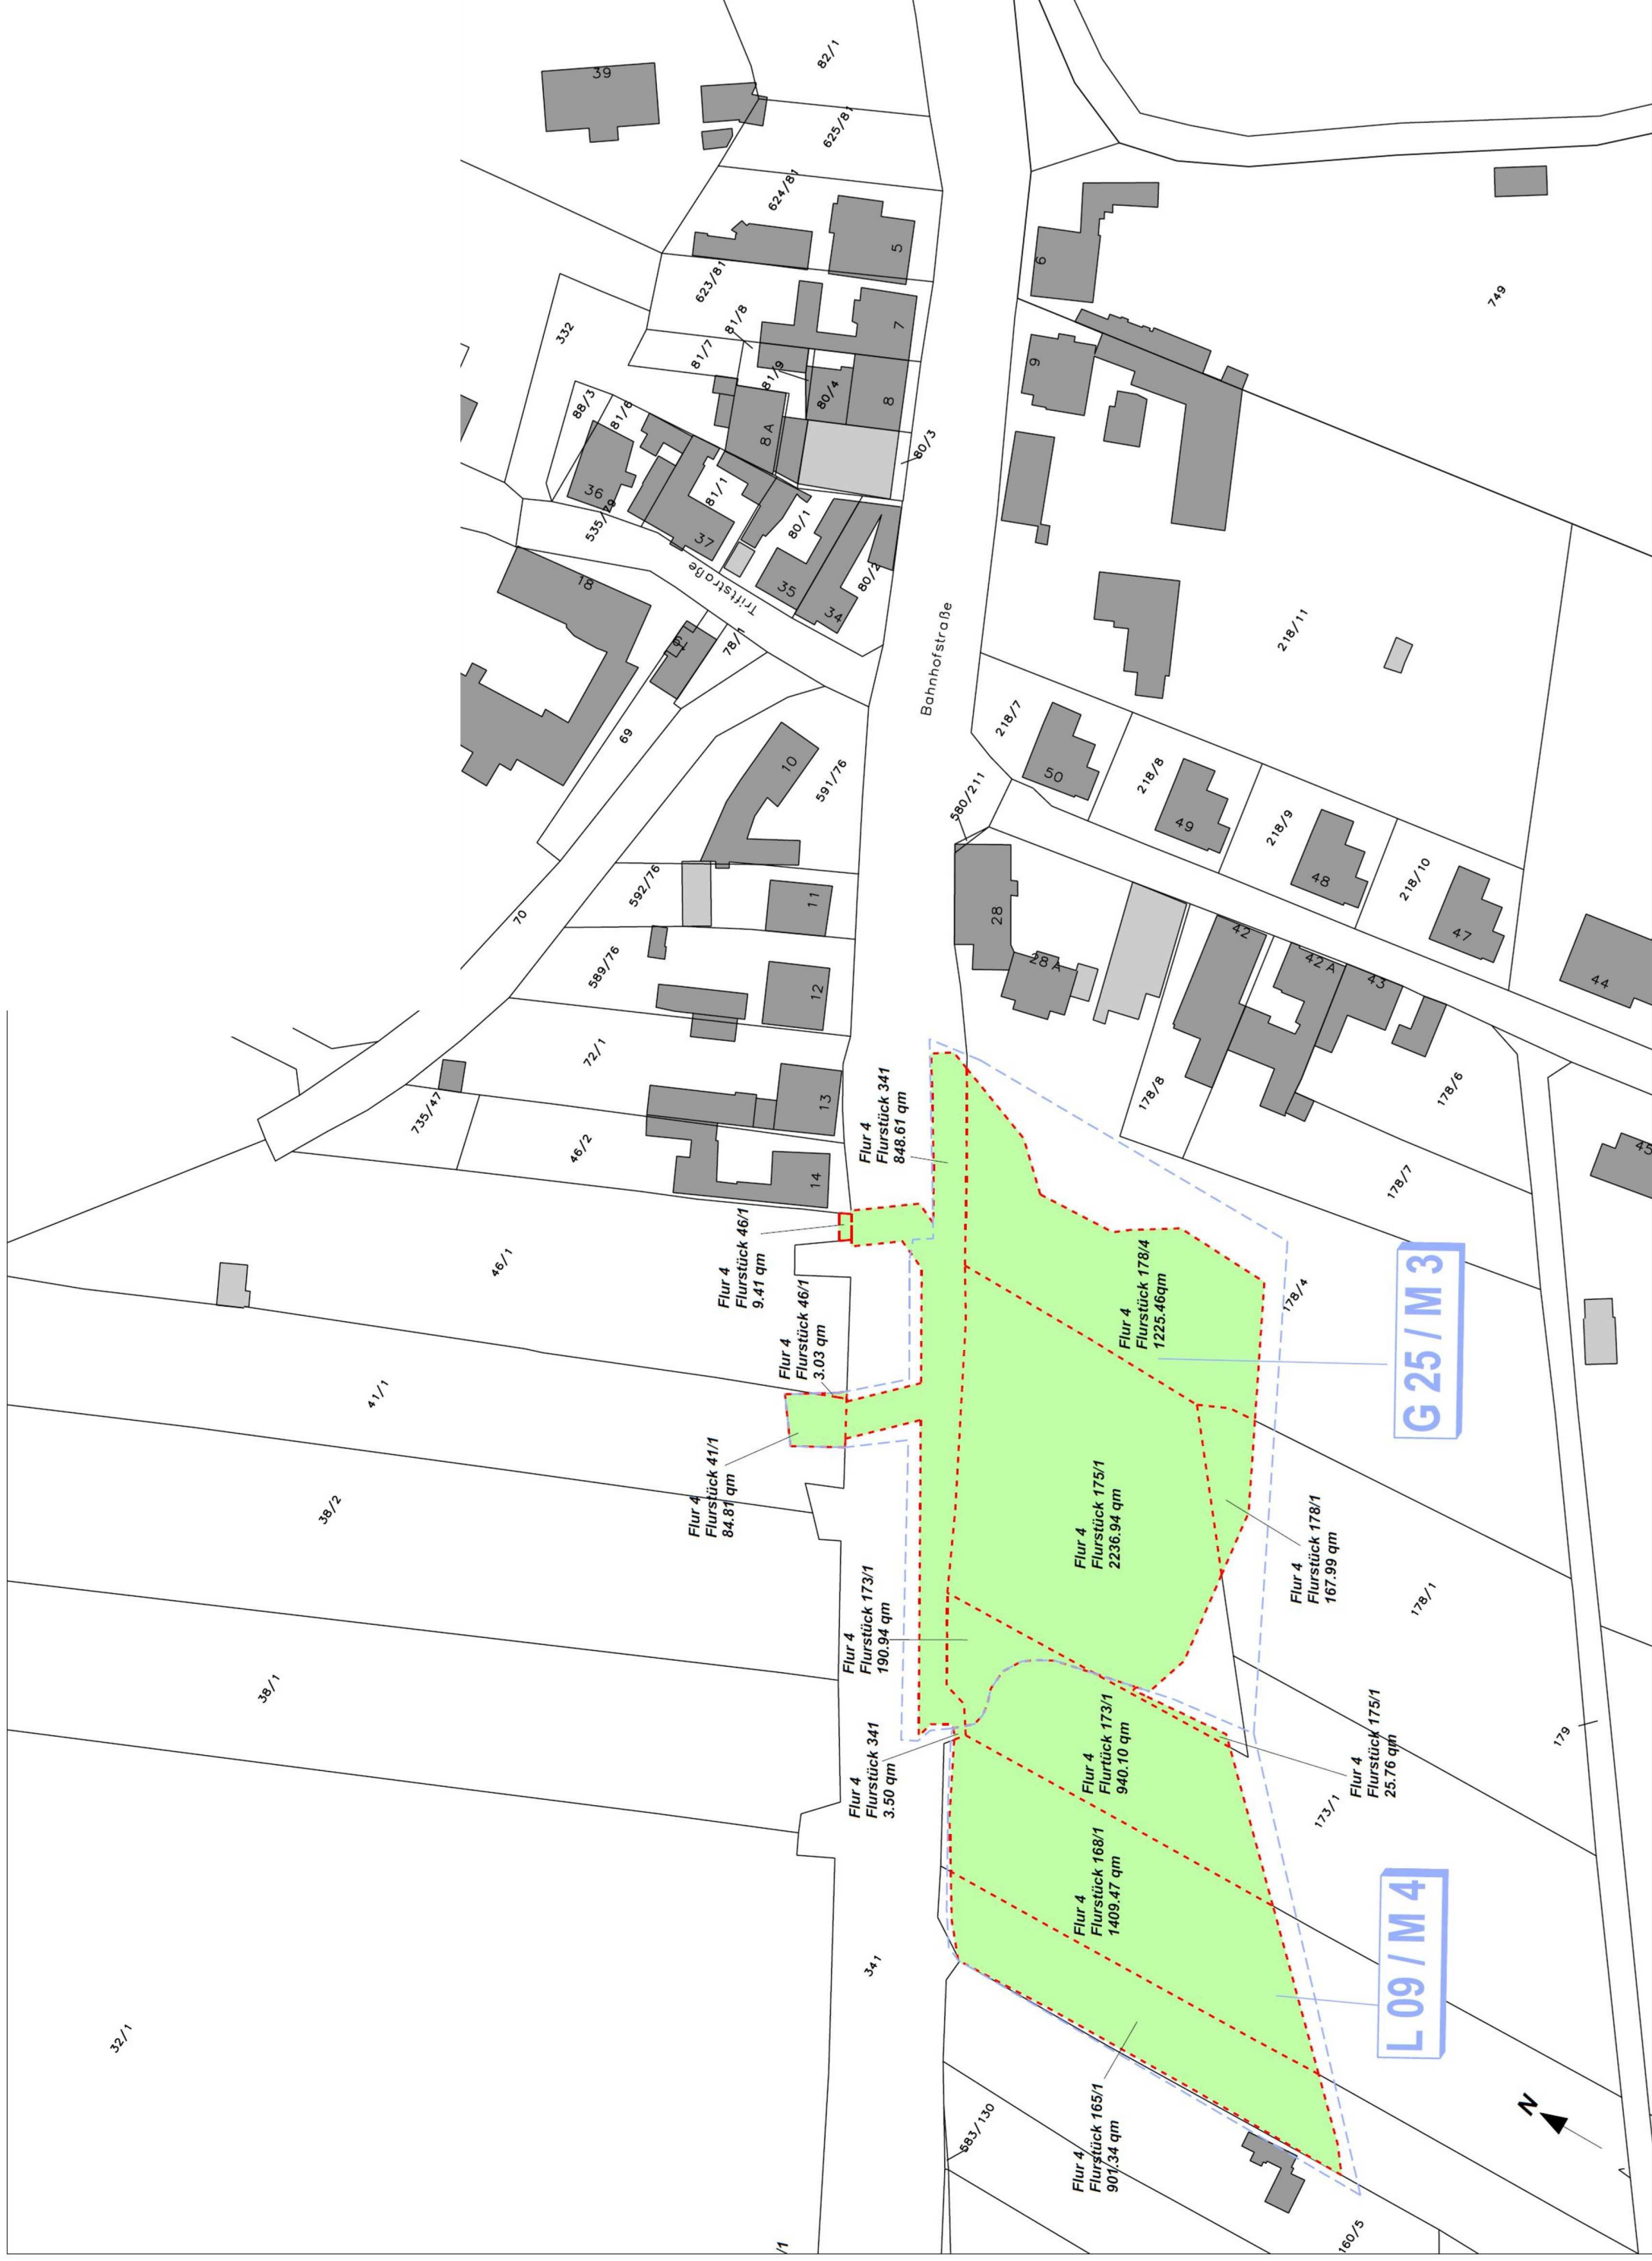 39
82/1
625/81
624/81
5
623/81
6
749
332
81/8
81/7
7
81/9
9
88/3
81/6
80/4
8
8 A
80/3
36
81/1
535/79
37
80/1
18
Triftstraße
35
80/2
34
78/1
218/11
Bahnhofstraße
69
218/7
10
591/76
50
218/8
580/211
49
218/9
592/76
11
28
48
218/10
70
42
47
589/76
12
28 A
42 A
43
44
72/1
735/47
13
178/8
178/6
46/2
14
45
178/7
Flur 4
Flurstück 341
848.61 qm
Flur 4
Flurstück 46/1
9.41 qm
46/1
Flur 4
Flurstück 178/4
1225.46qm
178/4
G 25 / M 3
Flur 4
Flurstück 46/1
3.03 qm
41/1
Flur 4
Flurstück 41/1
84.81 qm
38/2
Flur 4
Flurstück 175/1
2236.94 qm
Flur 4
Flurstück 178/1
167.99 qm
178/1
Flur 4
Flurstück 173/1
190.94 qm
38/1
Flur 4
Flurstück 341
3.50 qm
Flur 4
Flurtück 173/1
940.10 qm
Flur 4
Flurstück 175/1
25.76 qm
179
173/1
Flur 4
Flurstück 168/1
1409.47 qm
L 09 / M 4
341
32/1
Flur 4
Flurstück 165/1
901.34 qm
583/130
N
160/5
/1